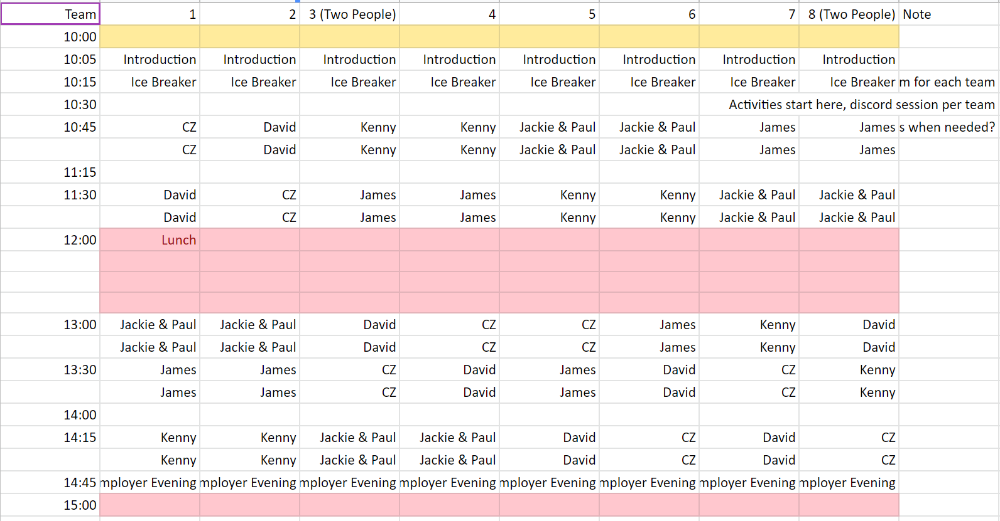 Team 1 2 3 (Two People) 4 5 6 7 8 (Two People) Note
10:00
10:05 Introduction Introduction Introduction Introduction Introduction Introduction Introduction Introduction
10:15 Ice Breaker Ice Breaker Ice Breaker Ice Breaker Ice Breaker Ice Breaker Ice Breaker Ice Breaker m for each team
10:30 Activities start here, discord session per team
10:45 CZ David Kenny Kenny Jackie & Paul Jackie & Paul James James s when needed?
CZ David Kenny Kenny Jackie & Paul Jackie & Paul James James
11:15
11:30 David CZ James James Kenny Kenny Jackie & Paul Jackie & Paul
David CZ James James Kenny Kenny Jackie & Paul Jackie & Paul
12:00 Lunch
13:00 Jackie & Paul Jackie & Paul David CZ CZ James Kenny David
Jackie & Paul Jackie & Paul David CZ CZ James Kenny David
13:30 James James CZ David James David CZ Kenny
James James CZ David James David CZ Kenny
14:00
14:15 Kenny Kenny Jackie & Paul Jackie & Paul David CZ David CZ
Kenny Kenny Jackie & Paul Jackie & Paul David CZ David CZ
14:45 mployer Evening mployer Evening mployer Evening mployer Evening mployer Evening mployer Evening mployer Evening mployer Evening
15:00